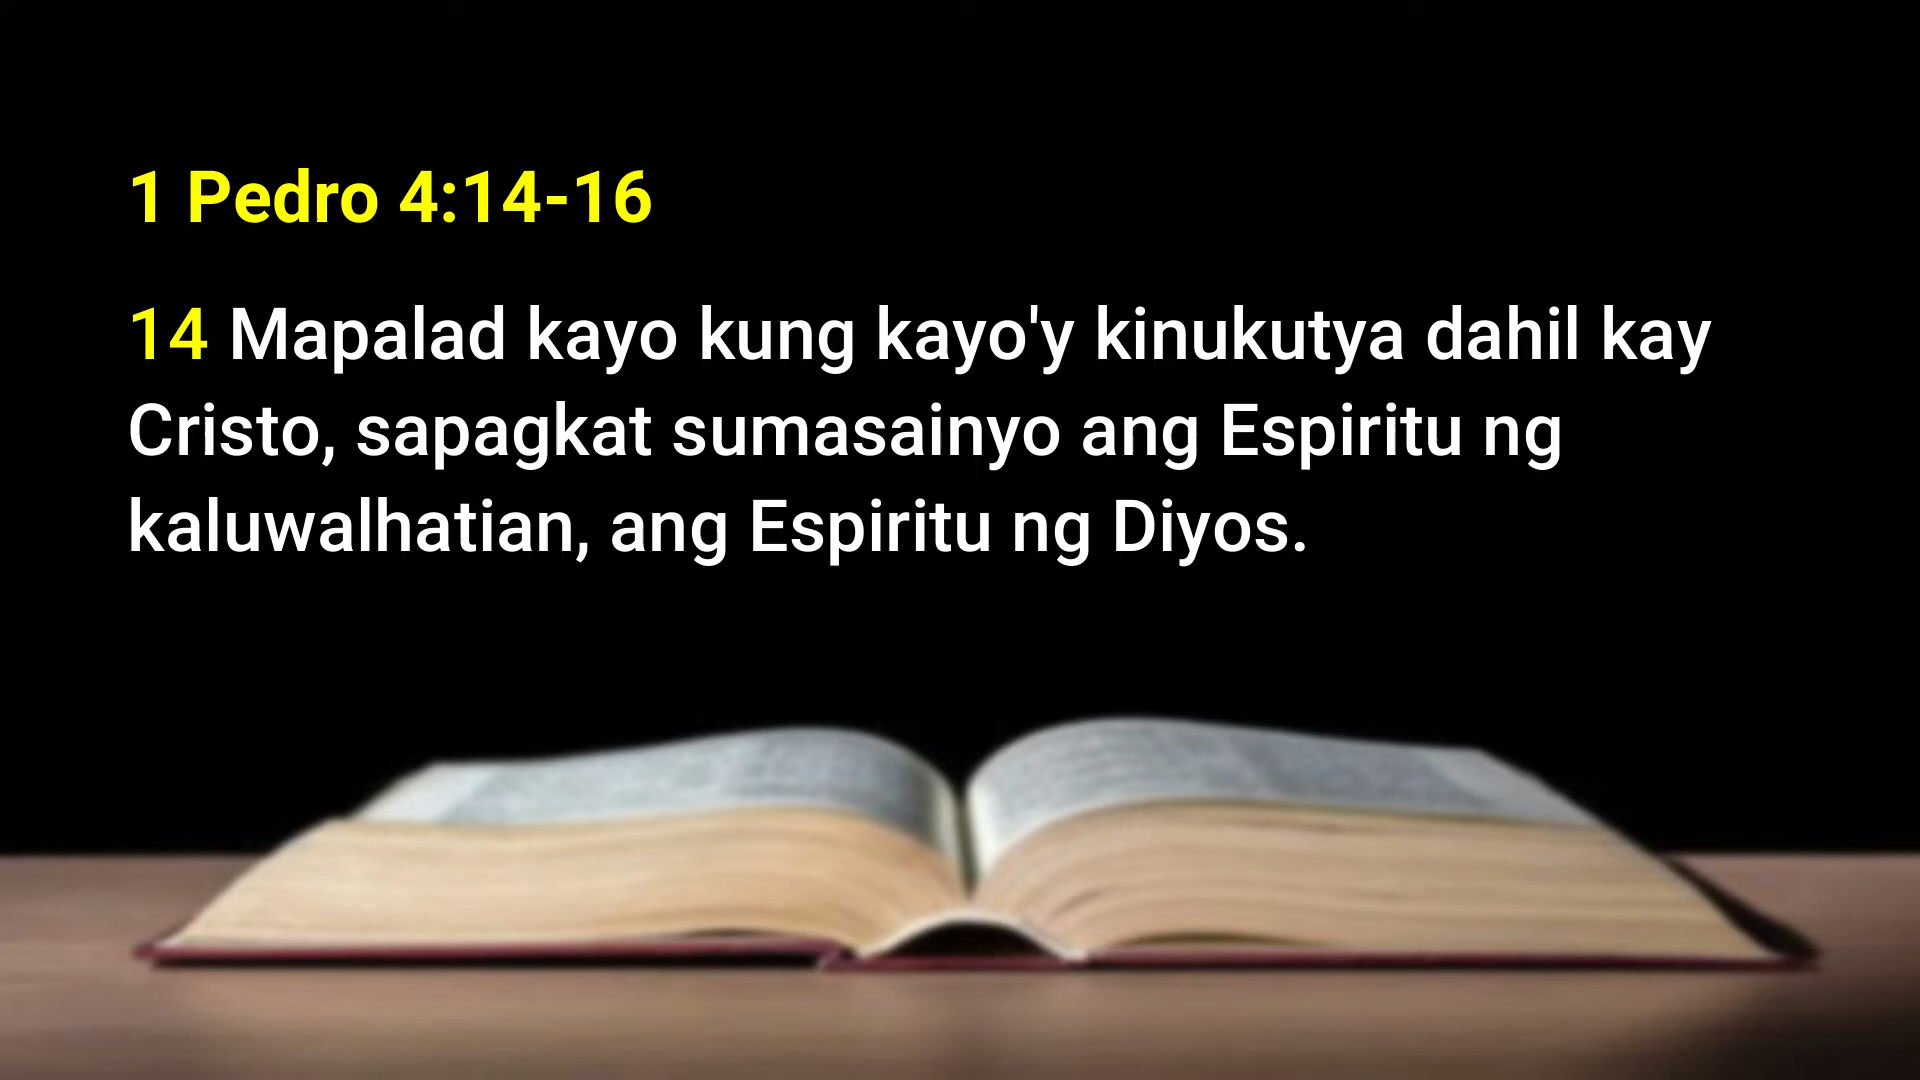 1 Pedro 4:14-16
14 Mapalad kayo kung kayo'y kinukutya dahil kay
Cristo, sapagkat sumasainyo ang Espiritu ng
kaluwalhatian, ang Espiritu ng Diyos.